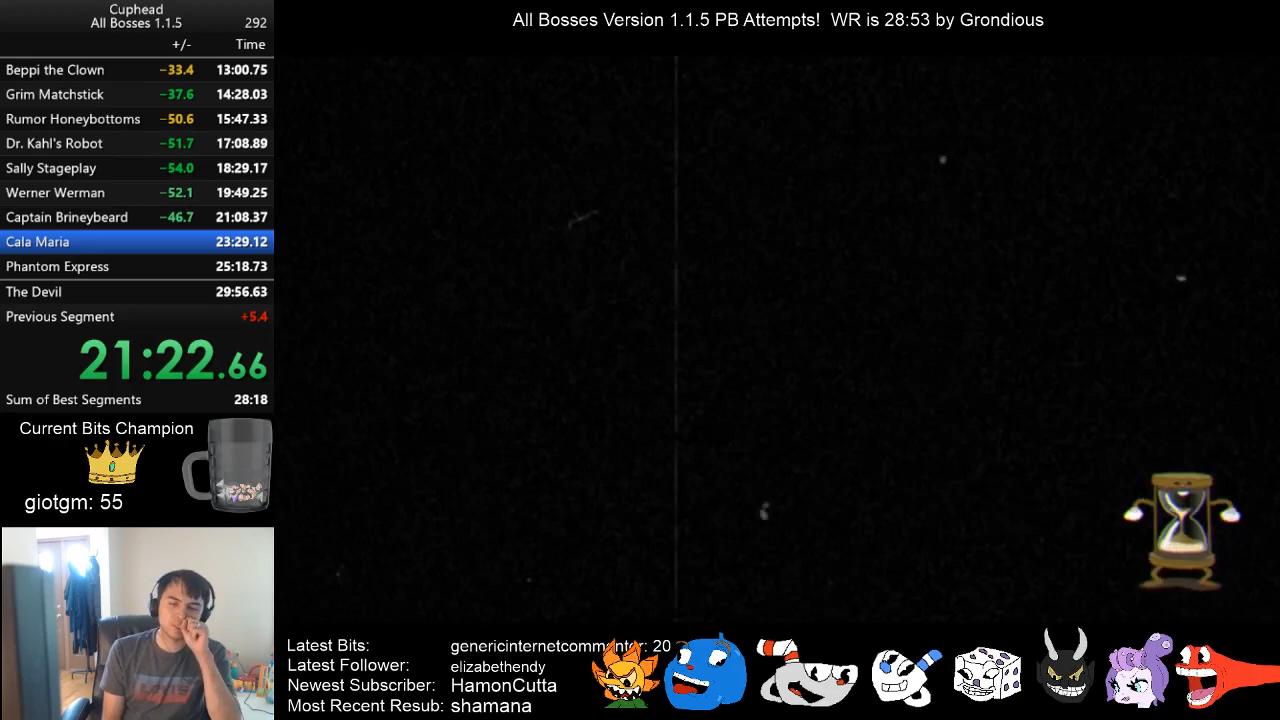 Cuphead
All Bosses 1.1.5 292
+/- Time
Beppi the Clown −33.4 13:00.75
Grim Matchstick −37.6 14:28.03
Rumor Honeybottoms −50.6 15:47.33
Dr. Kahl's Robot −51.7 17:08.89
Sally Stageplay −54.0 18:29.17
Werner Werman −52.1 19:49.25
Captain Brineybeard −46.7 21:08.37
Cala Maria 23:29.12
Phantom Express 25:18.73
The Devil 29:56.63
Previous Segment +5.4
21:22.66
Sum of Best Segments 28:18
Current Bits Champion
giotgm: 55
All Bosses Version 1.1.5 PB Attempts! WR is 28:53 by Grondious
Latest Bits: genericinternetcommenter: 20
Latest Follower: elizabethendy
Newest Subscriber: HamonCutta
Most Recent Resub: shamana